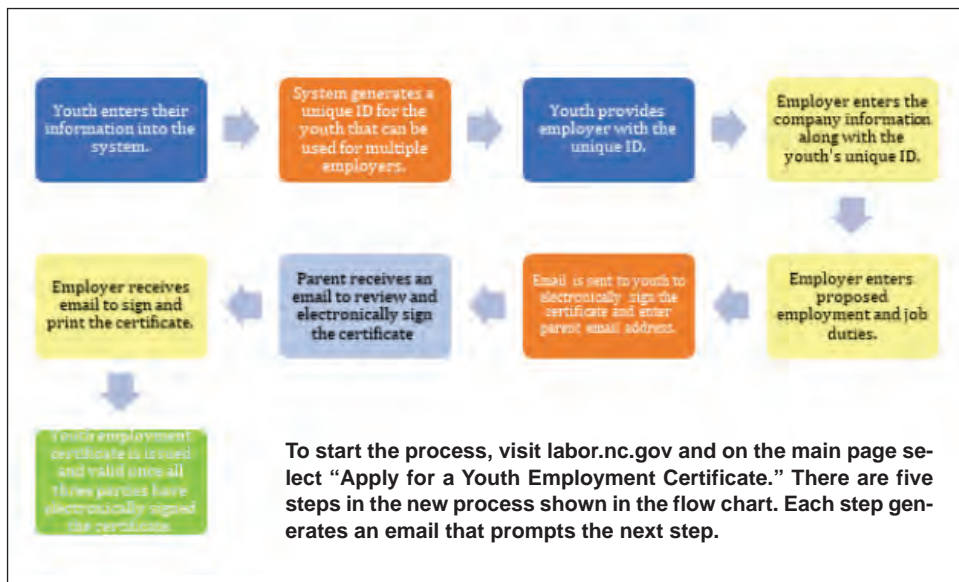 Youth enters their
information into the
system.
System generates a
unique ID for the
youth that can be
used for multiple
employers.
Youth provides
employer with the
unique ID.
Employer enters the
company information
along with the
youth's unique ID.
Employer enters
proposed
employment and job
duties.
Email is sent to youth to
electronically sign the
certificate and enter
parent email address.
Parent receives an
email to review and
electronically sign
the certificate
Employer receives
email to sign and
print the certificate.
Youth employment
certificate is issued
and valid once all
three parties have
electronically signed
the certificate.
To start the process, visit labor.nc.gov and on the main page se-
lect “Apply for a Youth Employment Certificate.” There are five
steps in the new process shown in the flow chart. Each step gen-
erates an email that prompts the next step.